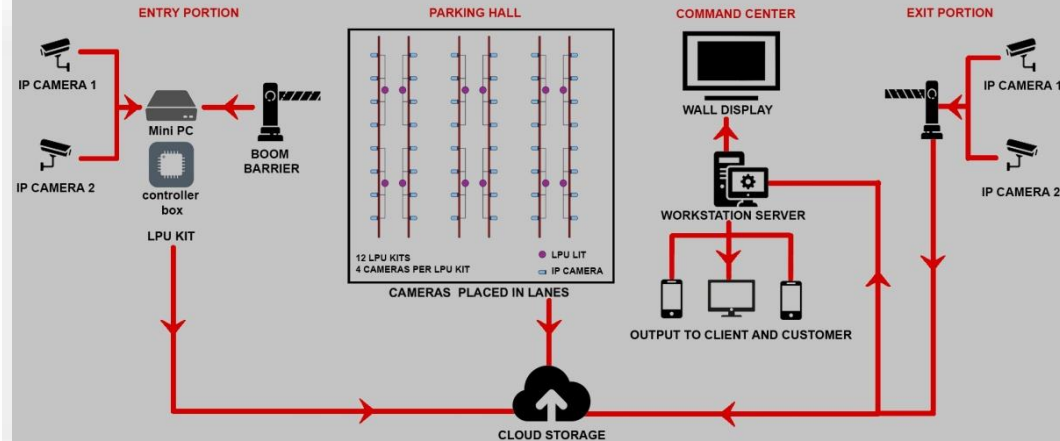 ENTRY PORTION
PARKING HALL
COMMAND CENTER
EXIT PORTION
IP CAMERA 1
IP CAMERA 2
Mini PC
controller
box
LPU KIT
BOOM
BARRIER
12 LPU KITS
4 CAMERAS PER LPU KIT
LPU LIT
IP CAMERA
CAMERAS PLACED IN LANES
WALL DISPLAY
WORKSTATION SERVER
OUTPUT TO CLIENT AND CUSTOMER
IP CAMERA 1
IP CAMERA 2
CLOUD STORAGE